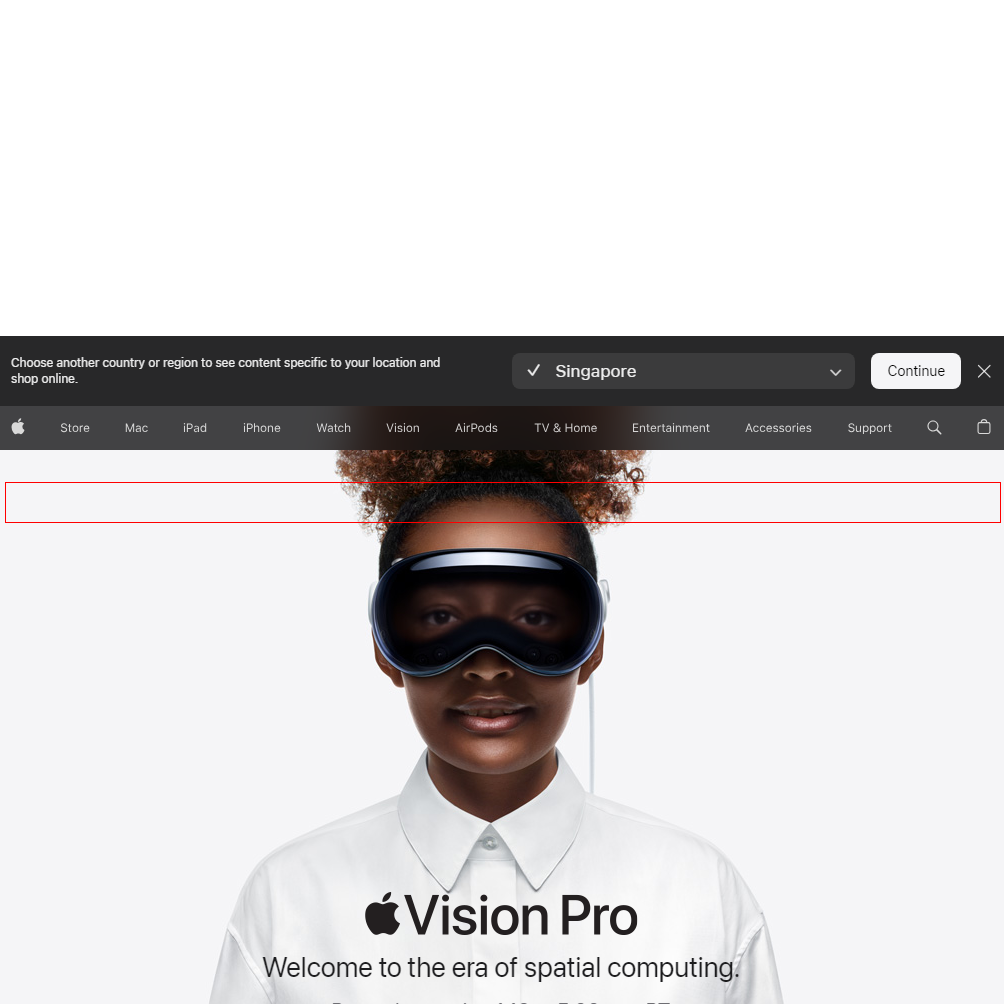 Choose another country or region to see content specific to your location and
shop online.
Singapore
Continue
Store Mac iPad iPhone Watch Vision AirPods TV & Home Entertainment Accessories Support
Vision Pro
Welcome to the era of spatial computing.